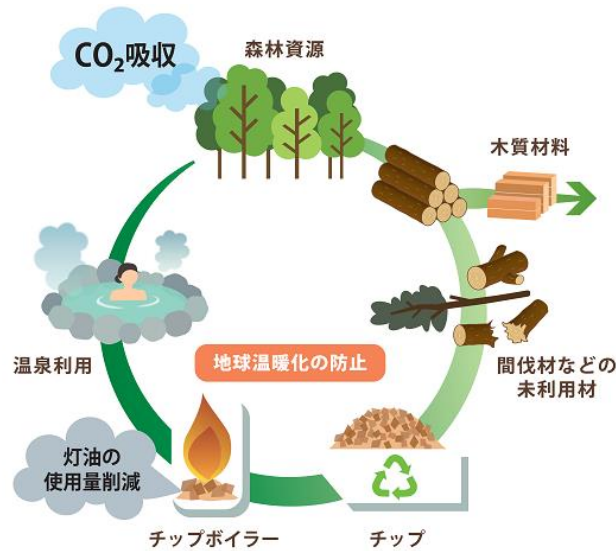 CO₂吸収
森林資源
木質材料
間伐材などの
未利用材
チップ
チップボイラー
灯油の
使用量削減
温泉利用
地球温暖化の防止